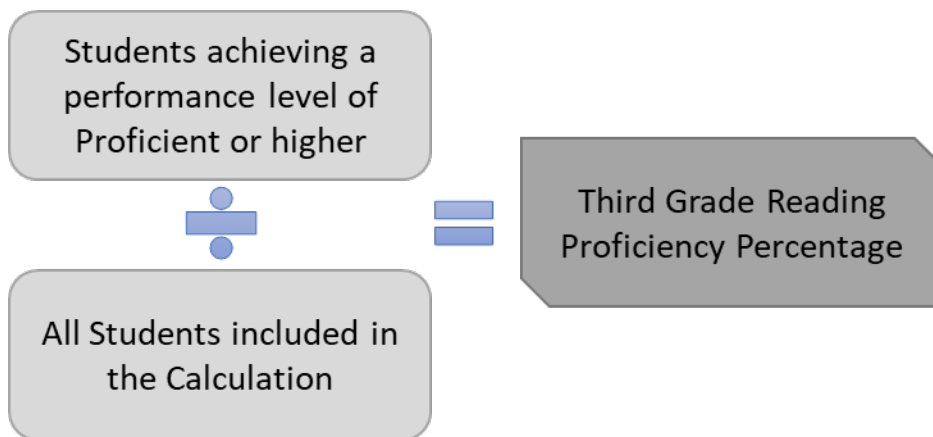 Students achieving a
performance level of
Proficient or higher
All Students included in
the Calculation
Third Grade Reading
Proficiency Percentage